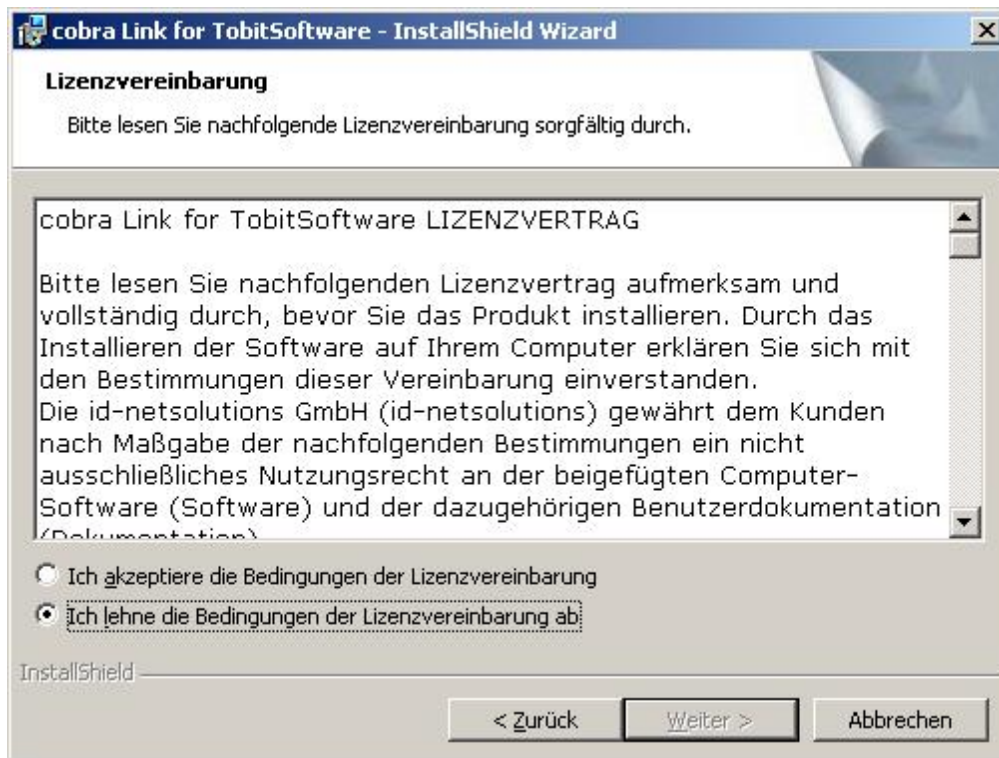 cobra Link for TobitSoftware - InstallShield Wizard
Lizenzvereinbarung
Bitte lesen Sie nachfolgende Lizenzvereinbarung sorgfältig durch.
cobra Link for TobitSoftware LIZENZVERTRAG
Bitte lesen Sie nachfolgenden Lizenzvertrag aufmerksam und
vollständig durch, bevor Sie das Produkt installieren. Durch das
Installieren der Software auf Ihrem Computer erklären Sie sich mit
den Bestimmungen dieser Vereinbarung einverstanden.
Die id-netsolutions GmbH (id-netsolutions) gewährt dem Kunden
nach Maßgabe der nachfolgenden Bestimmungen ein nicht
ausschließliches Nutzungsrecht an der beigefügten Computer-
Software (Software) und der dazugehörigen Benutzerdokumentation
(Dokumentation)
Ich akzeptiere die Bedingungen der Lizenzvereinbarung
Ich lehne die Bedingungen der Lizenzvereinbarung ab
InstallShield
< Zurück
Weiter >
Abbrechen